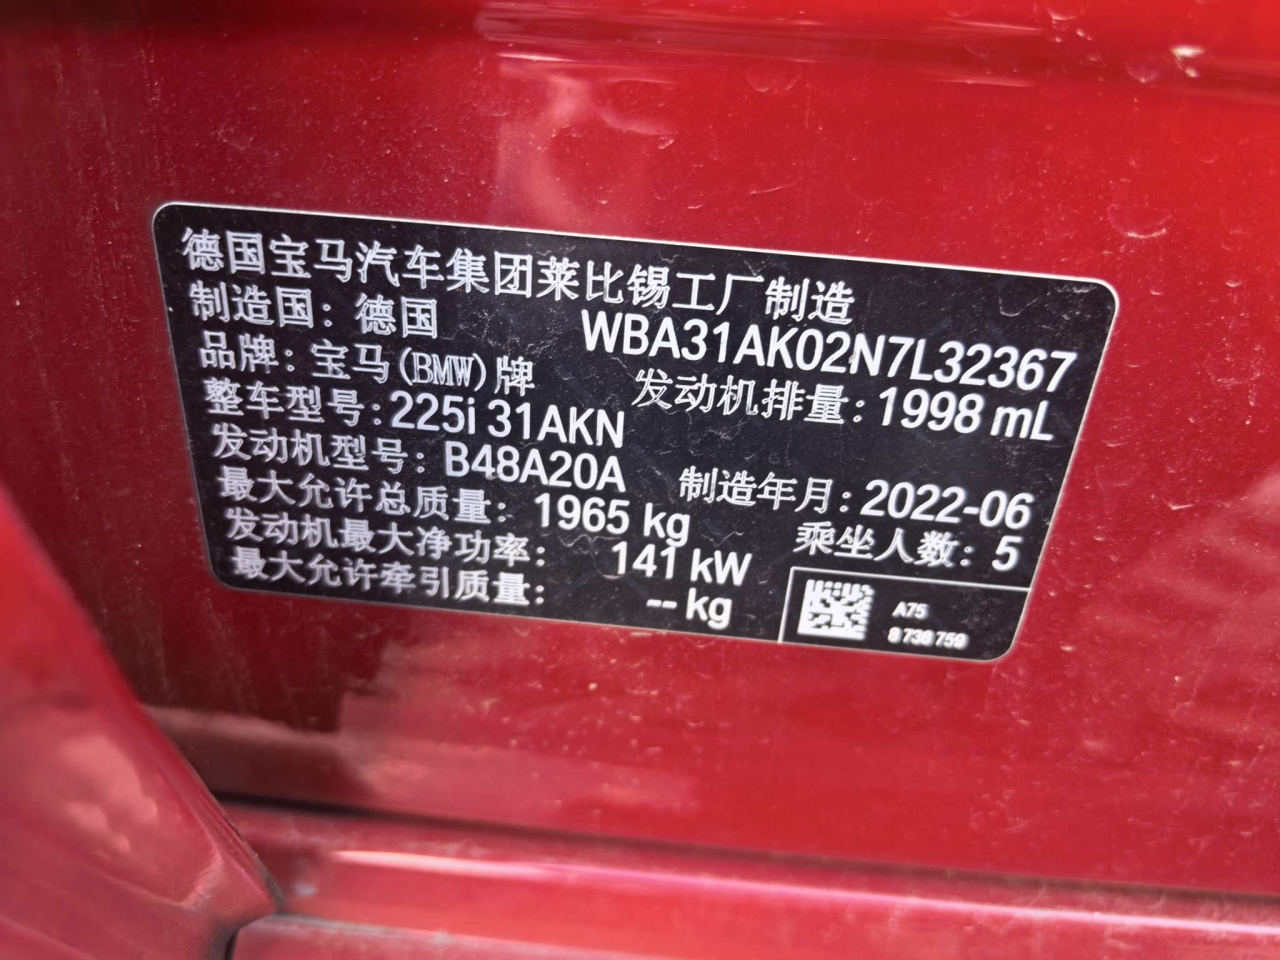 德国宝马汽车集团莱比锡工厂制造
制造国：德国
WBA31AK02N7L32367
品牌：宝马(BMW)牌
发动机排量：1998 mL
整车型号:225i 31AKN
发动机型号：B48A20A
制造年月：2022-06
最大允许总质量：1965 kg
乘坐人数：5
发动机最大净功率：141 kW
最大允许牵引质量：-- kg
A75
8 738 759